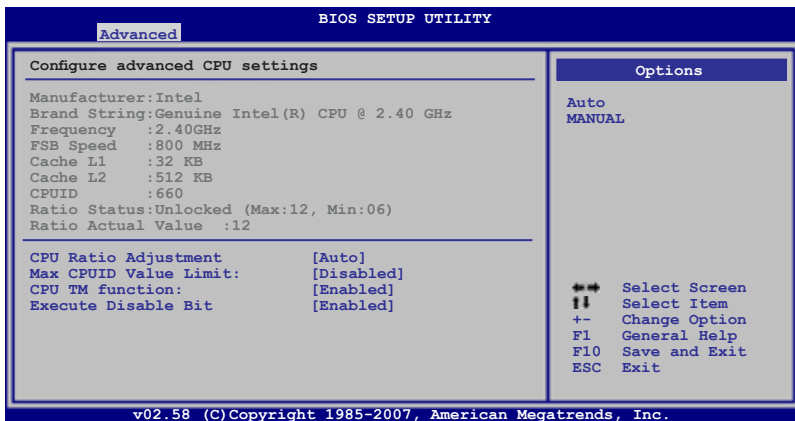 BIOS SETUP UTILITY
Advanced
Configure advanced CPU settings
Manufacturer:Intel
Brand String:Genuine Intel(R) CPU @ 2.40 GHz
Frequency :2.40GHz
FSB Speed :800 MHz
Cache L1 :32 KB
Cache L2 :512 KB
CPUID :660
Ratio Status:Unlocked (Max:12, Min:06)
Ratio Actual Value :12
CPU Ratio Adjustment [Auto]
Max CPUID Value Limit: [Disabled]
CPU TM function: [Enabled]
Execute Disable Bit [Enabled]
Options
Auto
MANUAL
Select Screen
Select Item
+- Change Option
F1 General Help
F10 Save and Exit
ESC Exit
v02.58 (C)Copyright 1985-2007, American Megatrends, Inc.